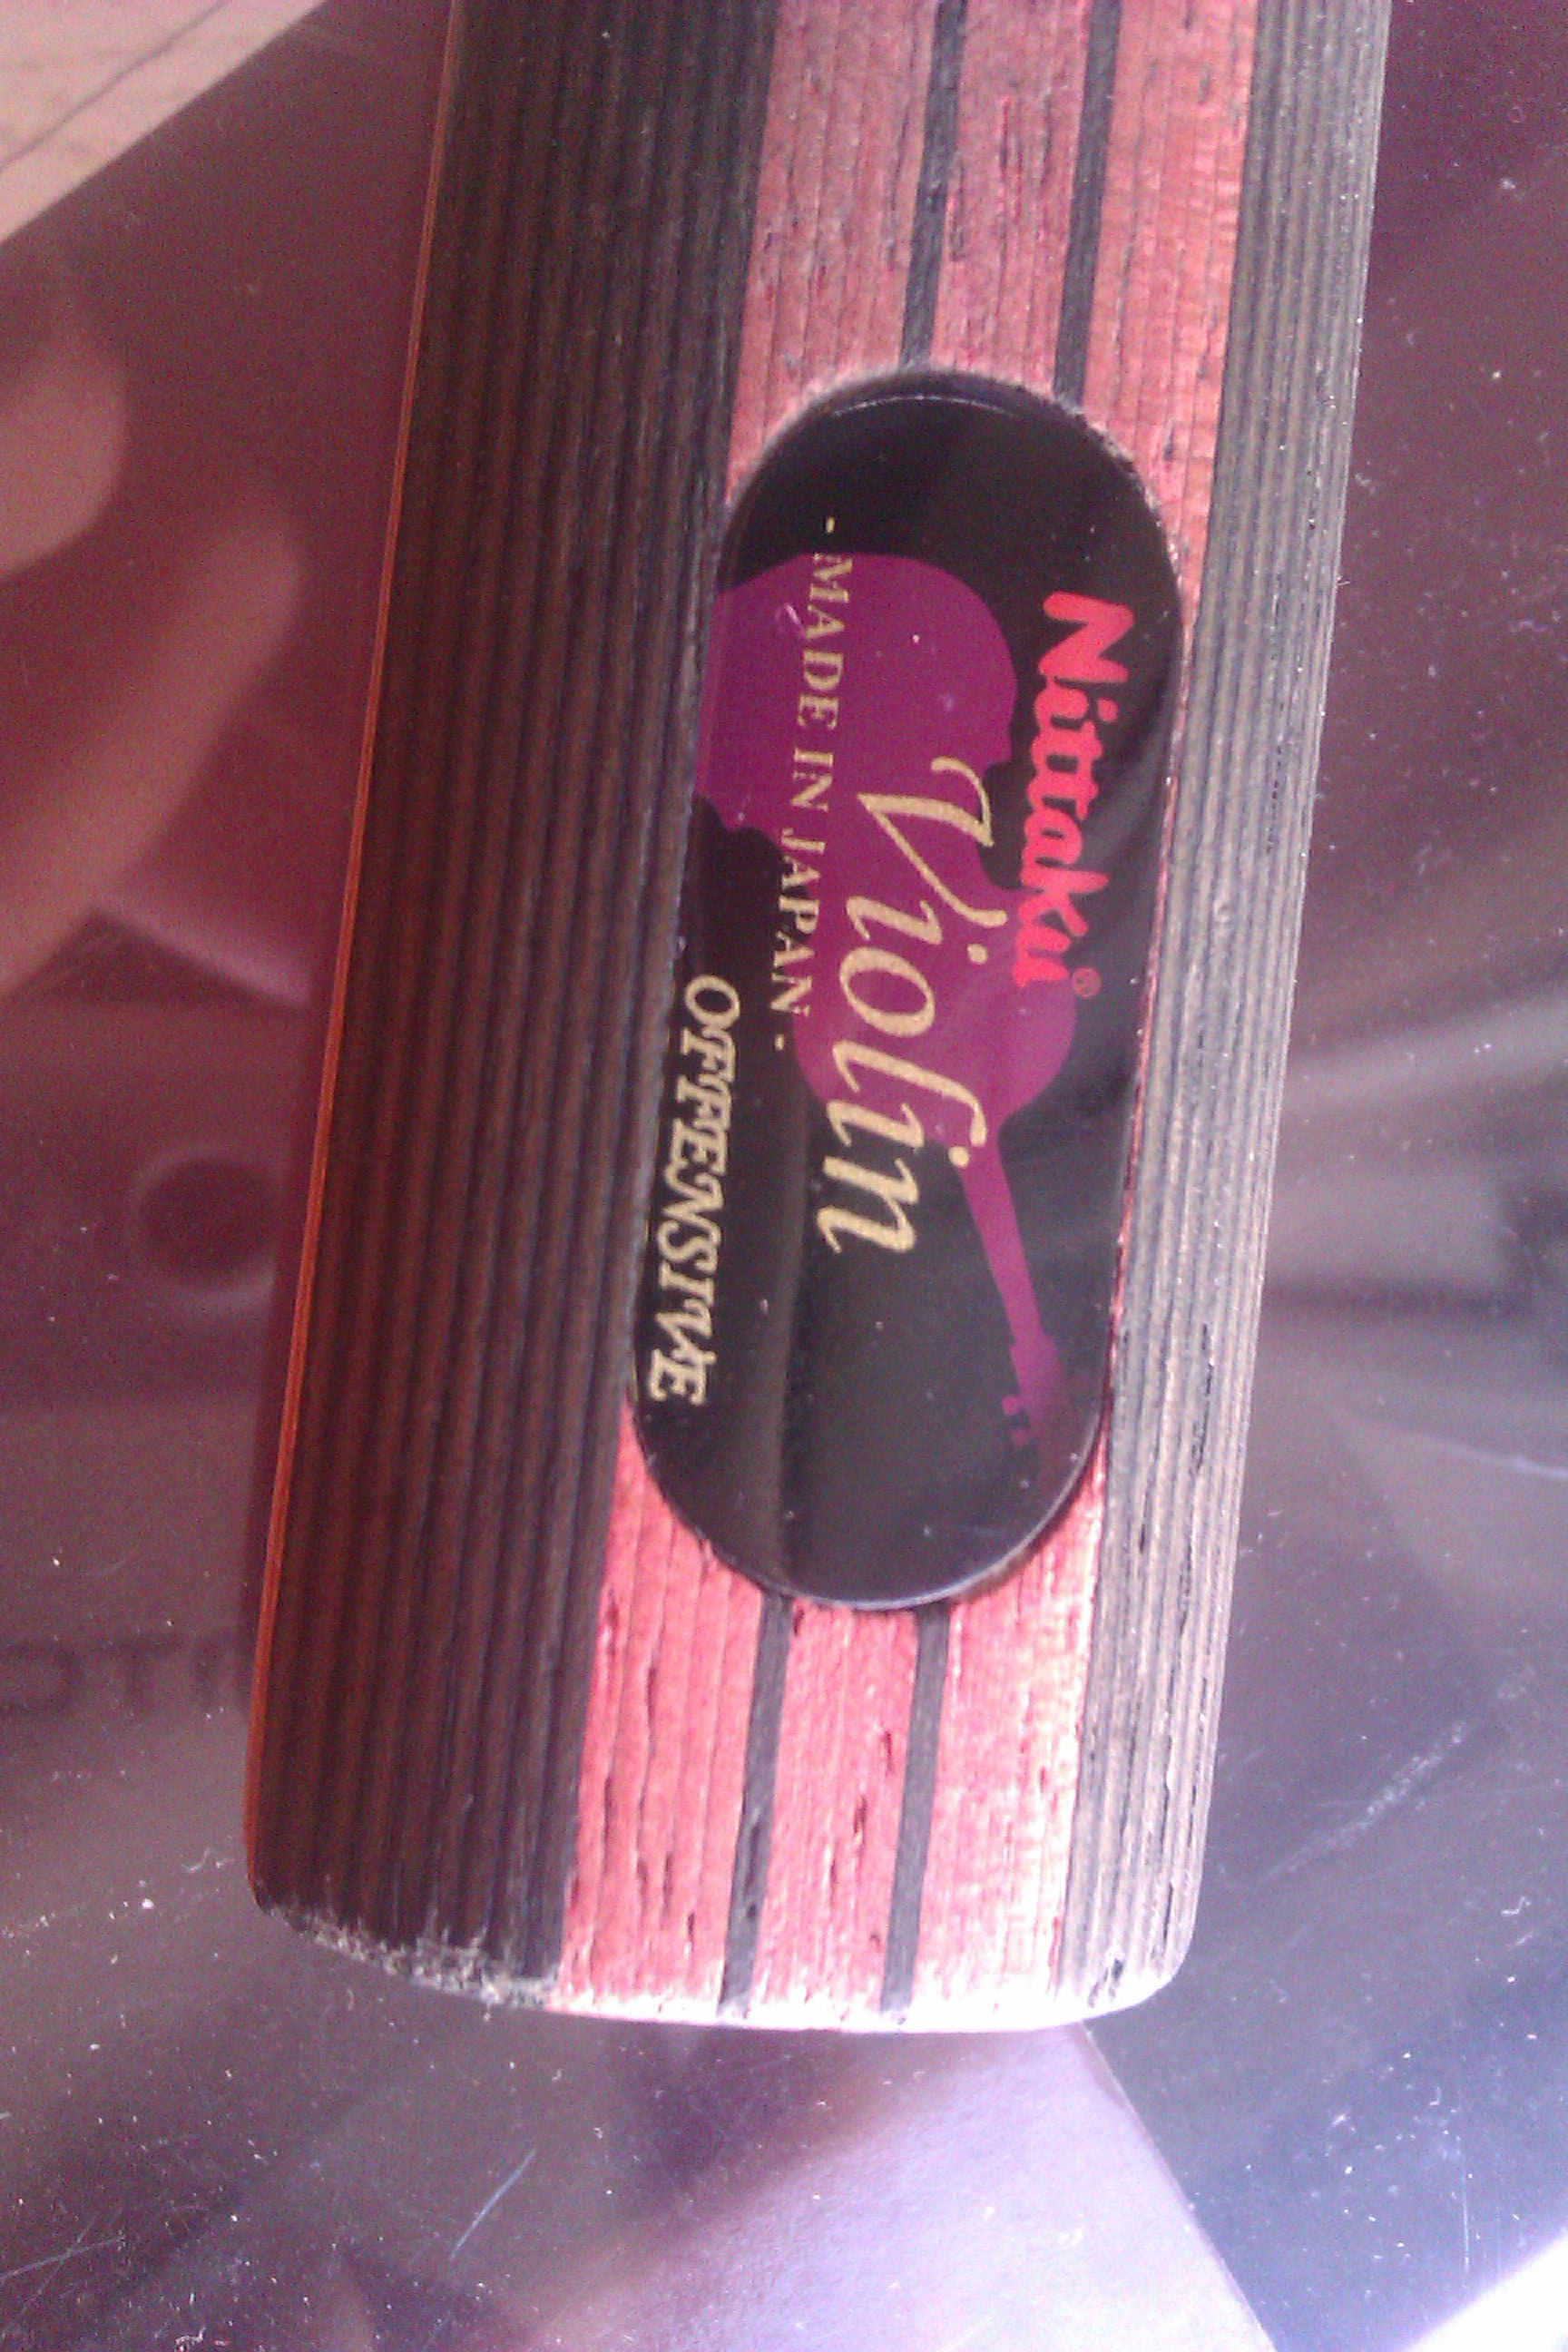 Nittaku®
Violin
- MADE IN JAPAN -
OFFENSIVE